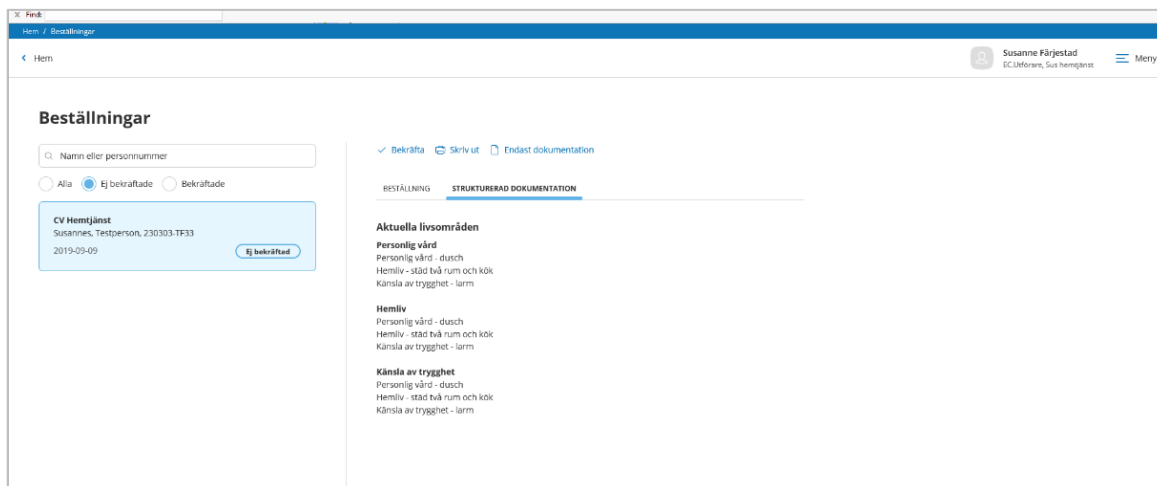 X Find:
Hem / Beställningar
Hem
Susanne Färjestad
EC.Utförare, Sus hemtjänst
Meny
Beställningar
Namn eller personnummer
Alla Ej bekräftade Bekräftade
CV Hemtjänst
Susannes, Testperson, 230303-TF33
2019-09-09 Ej bekräftad
Bekräfta Skriv ut Endast dokumentation
BESTÄLLNING STRUKTURERAD DOKUMENTATION
Aktuella livsområden
Personlig vård
Personlig vård - dusch
Hemliv - städ två rum och kök
Känsla av trygghet - larm
Hemliv
Personlig vård - dusch
Hemliv - städ två rum och kök
Känsla av trygghet - larm
Känsla av trygghet
Personlig vård - dusch
Hemliv - städ två rum och kök
Känsla av trygghet - larm